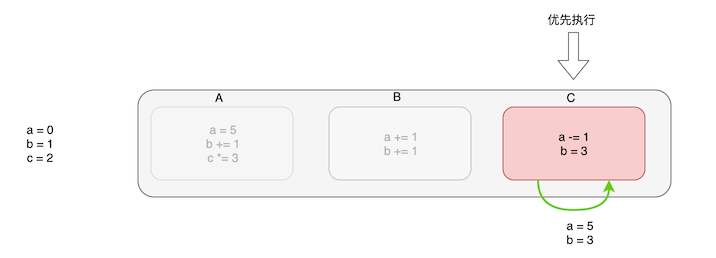 优先执行
A
B
C
a = 0
b = 1
c = 2
a = 5
b += 1
c *= 3
a += 1
b += 1
a -= 1
b = 3
a = 5
b = 3